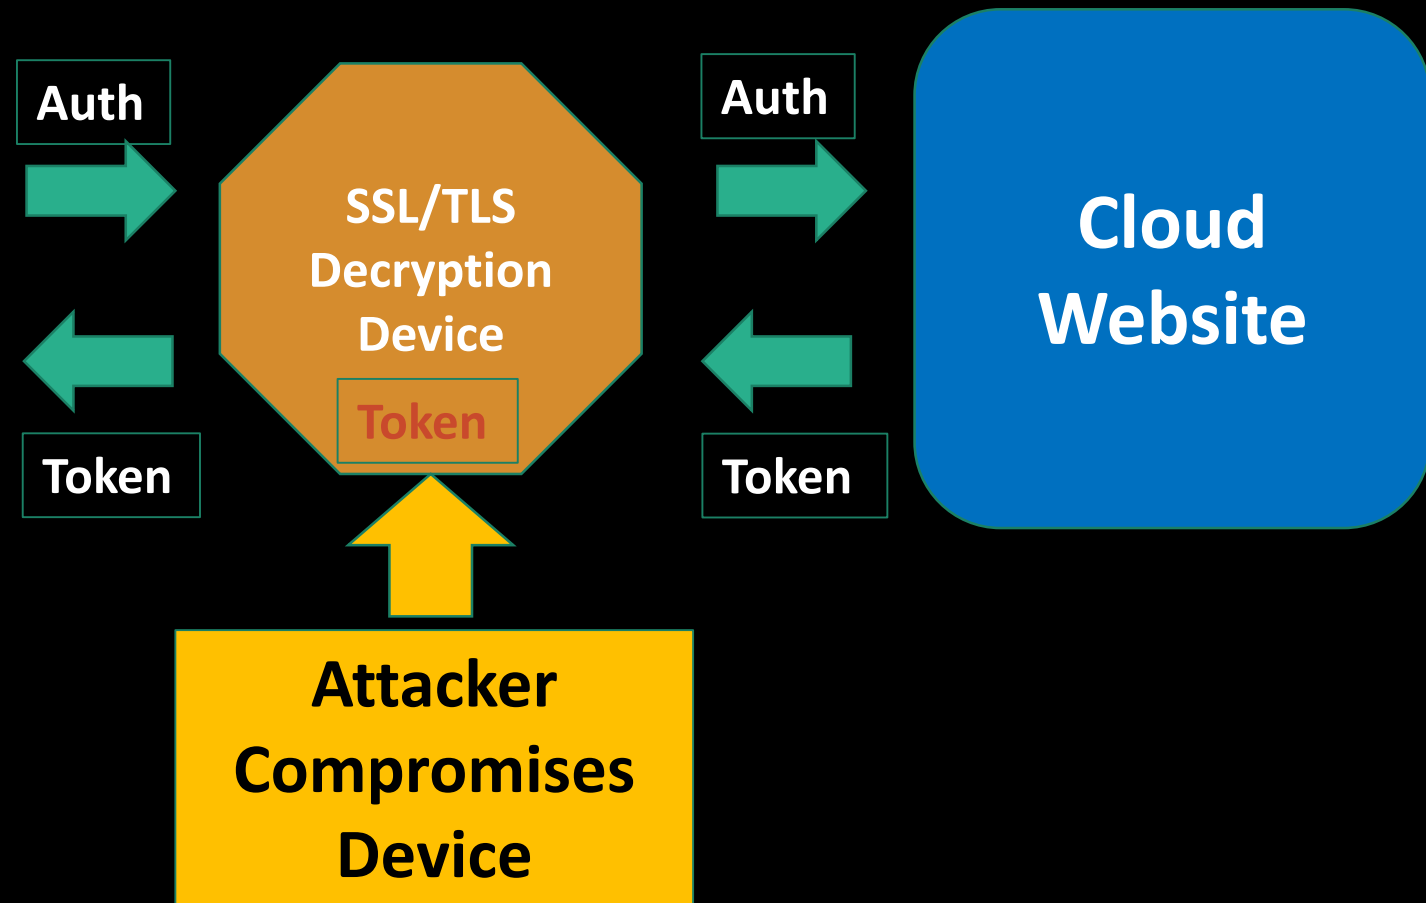 Auth
Auth
SSL/TLS
Decryption
Device
Token
Cloud
Website
Token
Token
Attacker
Compromises
Device